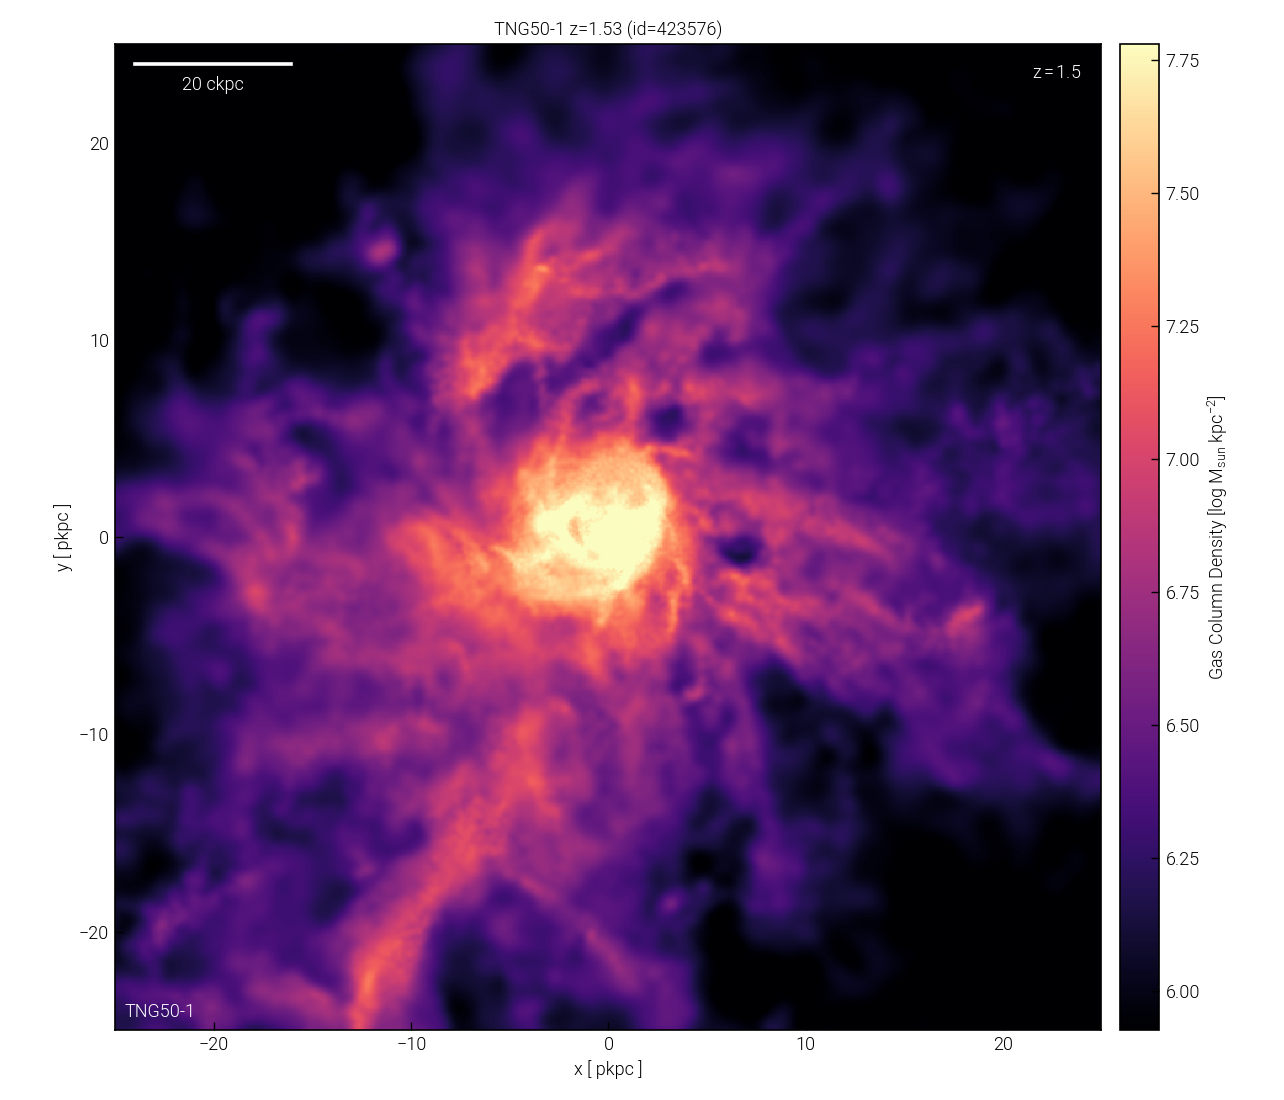 TNG50-1 z=1.53 (id=423576)
20 ckpc
z=1.5
TNG50-1
y [ pkpc ]
20
10
0
−10
−20
−20
−10
0
10
20
x [ pkpc ]
7.75
7.50
7.25
7.00
6.75
6.50
6.25
6.00
Gas Column Density [log M_sun kpc⁻²]